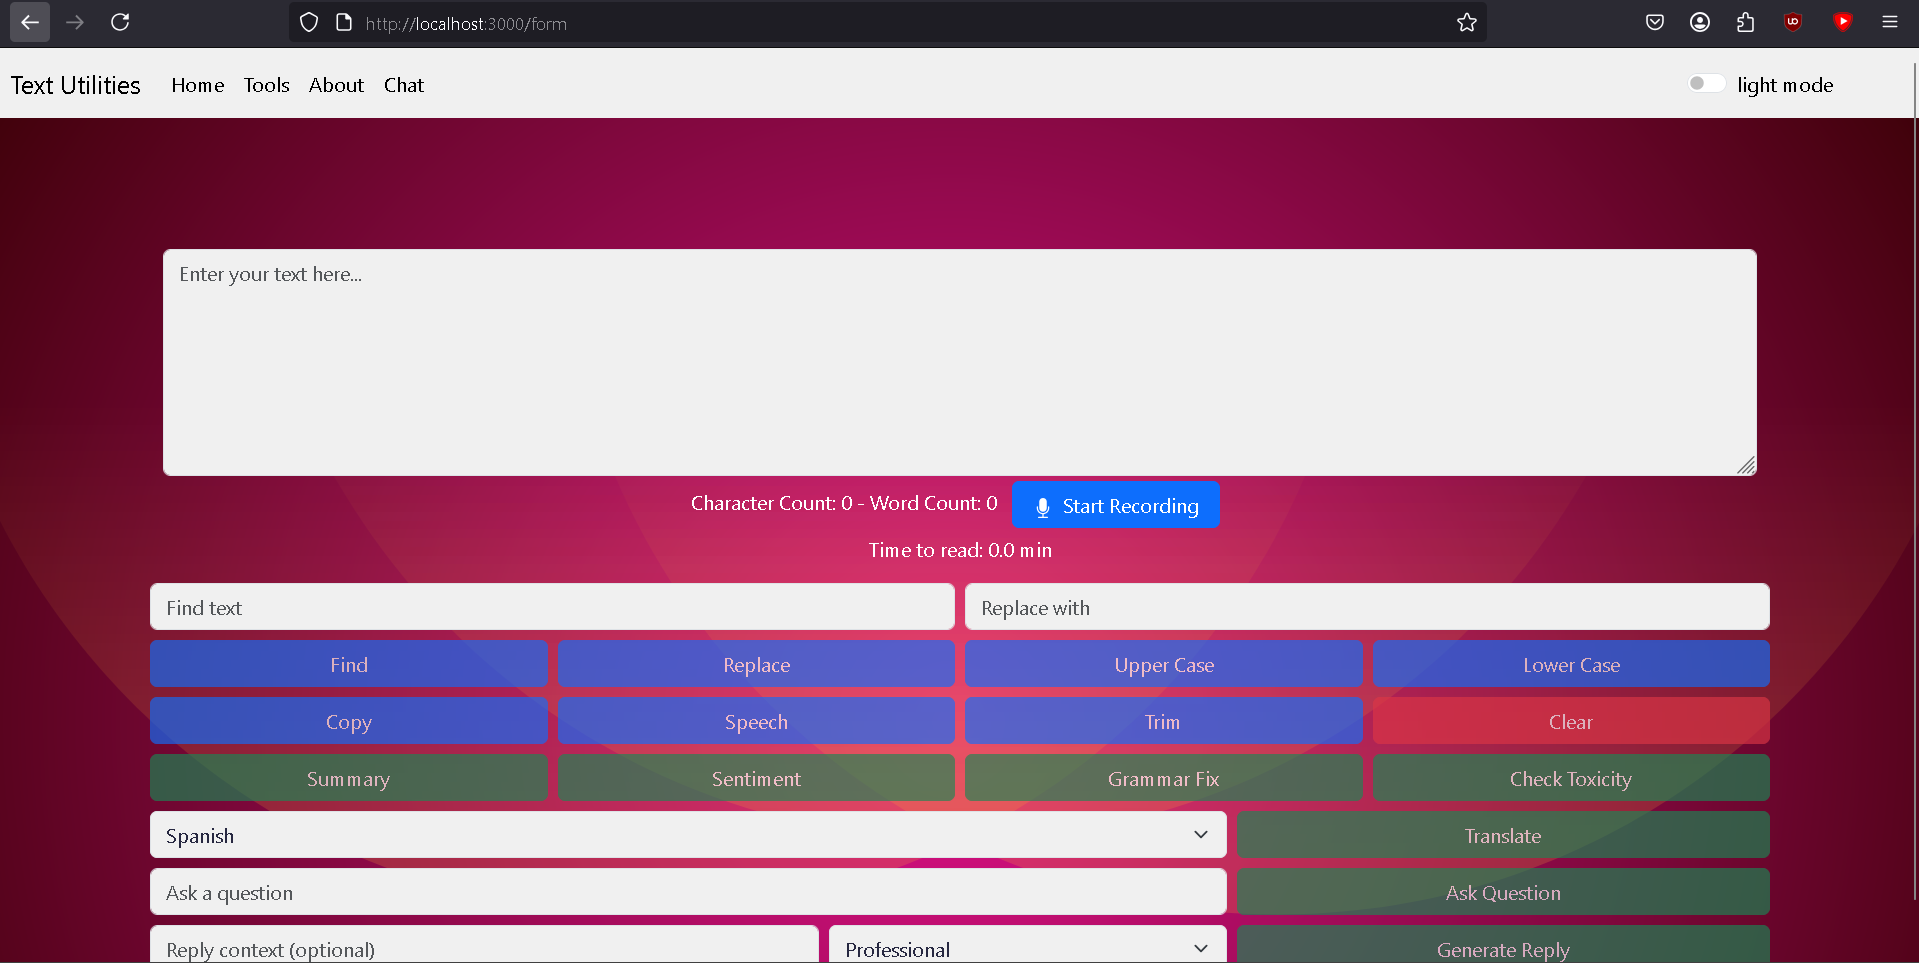 http://localhost:3000/form
Text Utilities Home Tools About Chat light mode
Enter your text here...
Character Count: 0 - Word Count: 0 Start Recording
Time to read: 0.0 min
Find text Replace with
Find Replace Upper Case Lower Case
Copy Speech Trim Clear
Summary Sentiment Grammar Fix Check Toxicity
Spanish Translate
Ask a question Ask Question
Reply context (optional) Professional Generate Reply